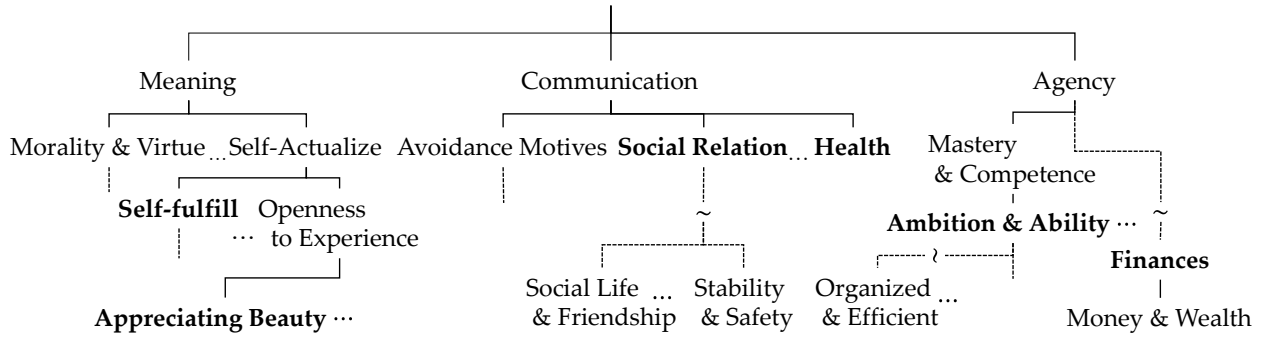 Meaning
Communication
Agency
Morality & Virtue ... Self-Actualize
Avoidance Motives Social Relation ... Health
Mastery
& Competence
Self-fulfill Openness
... to Experience
~
~
Ambition & Ability ...
~
Finances
Appreciating Beauty ...
Social Life ... Stability
& Friendship & Safety
Organized ...
& Efficient
Money & Wealth